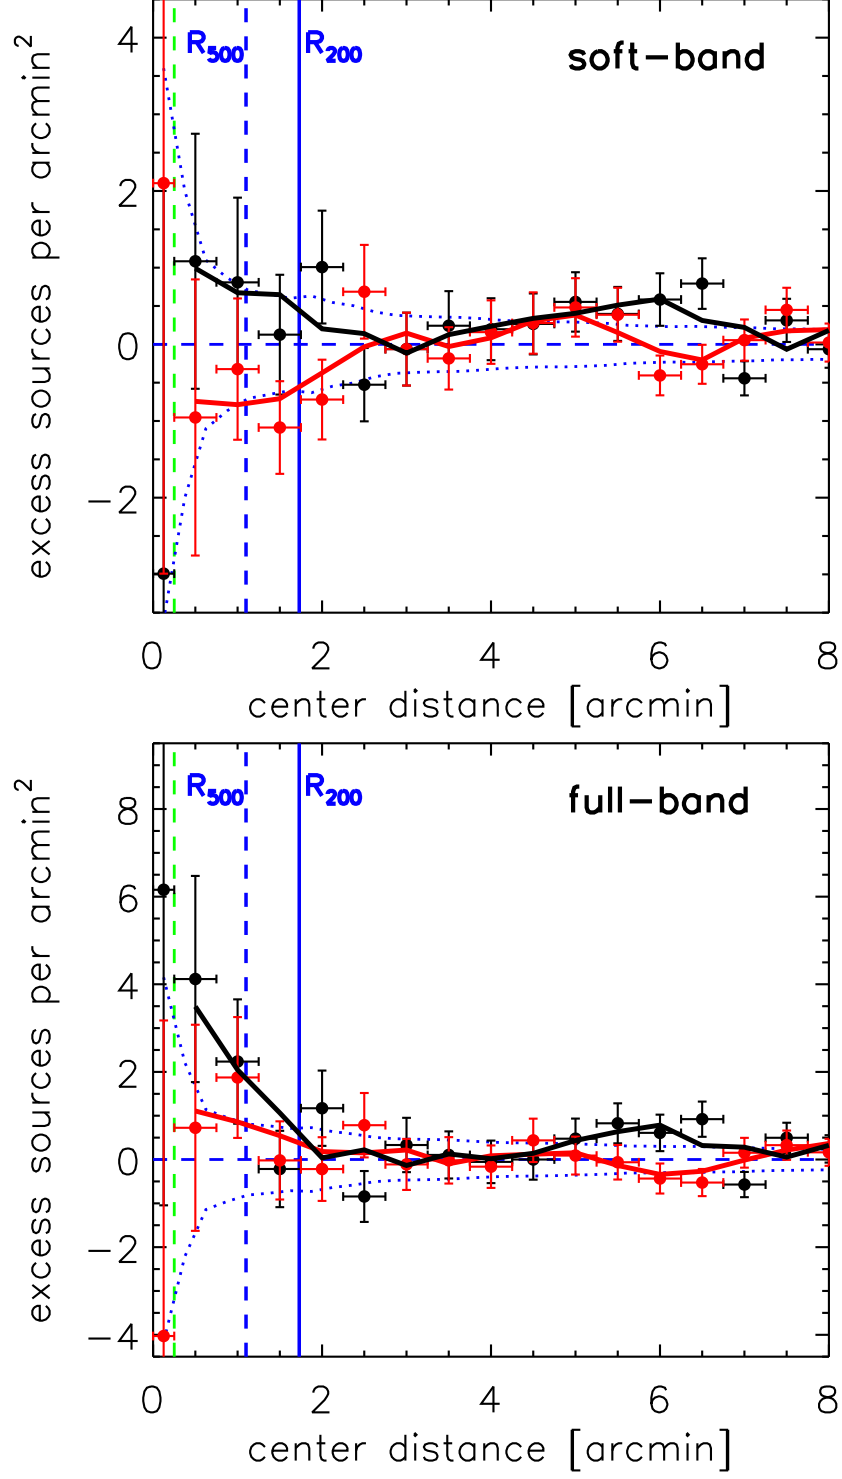 excess sources per arcmin²
4
2
0
−2
R500
R200
soft−band
0 2 4 6 8
center distance [arcmin]
excess sources per arcmin²
8
6
4
2
0
−2
−4
R500
R200
full−band
0 2 4 6 8
center distance [arcmin]